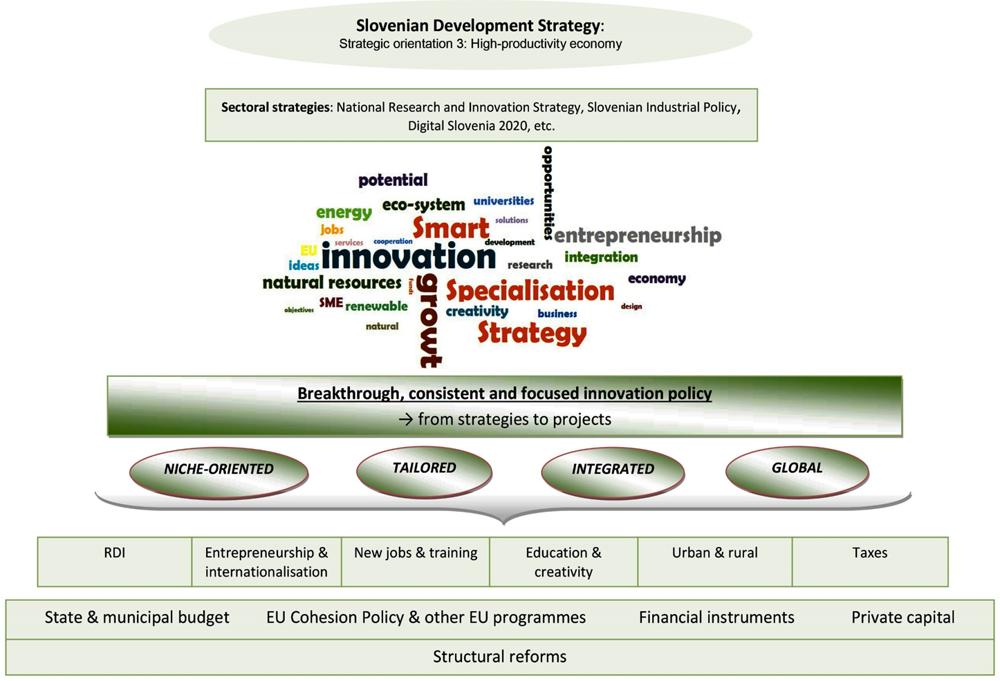 Slovenian Development Strategy:
Strategic orientation 3: High-productivity economy
Sectoral strategies: National Research and Innovation Strategy, Slovenian Industrial Policy,
Digital Slovenia 2020, etc.
opportunities
potential
eco-system
universities
energy
Smart
solutions
jobs
entrepreneurship
services
cooperation
development
EU
innovation
integration
ideas
research
natural resources
funds
growt
Specialisation
economy
objectives
SME
renewable
creativity
business
design
natural
Strategy
Breakthrough, consistent and focused innovation policy
→ from strategies to projects
NICHE-ORIENTED
TAILORED
INTEGRATED
GLOBAL
RDI
Entrepreneurship &
internationalisation
New jobs & training
Education &
creativity
Urban & rural
Taxes
State & municipal budget
EU Cohesion Policy & other EU programmes
Financial instruments
Private capital
Structural reforms